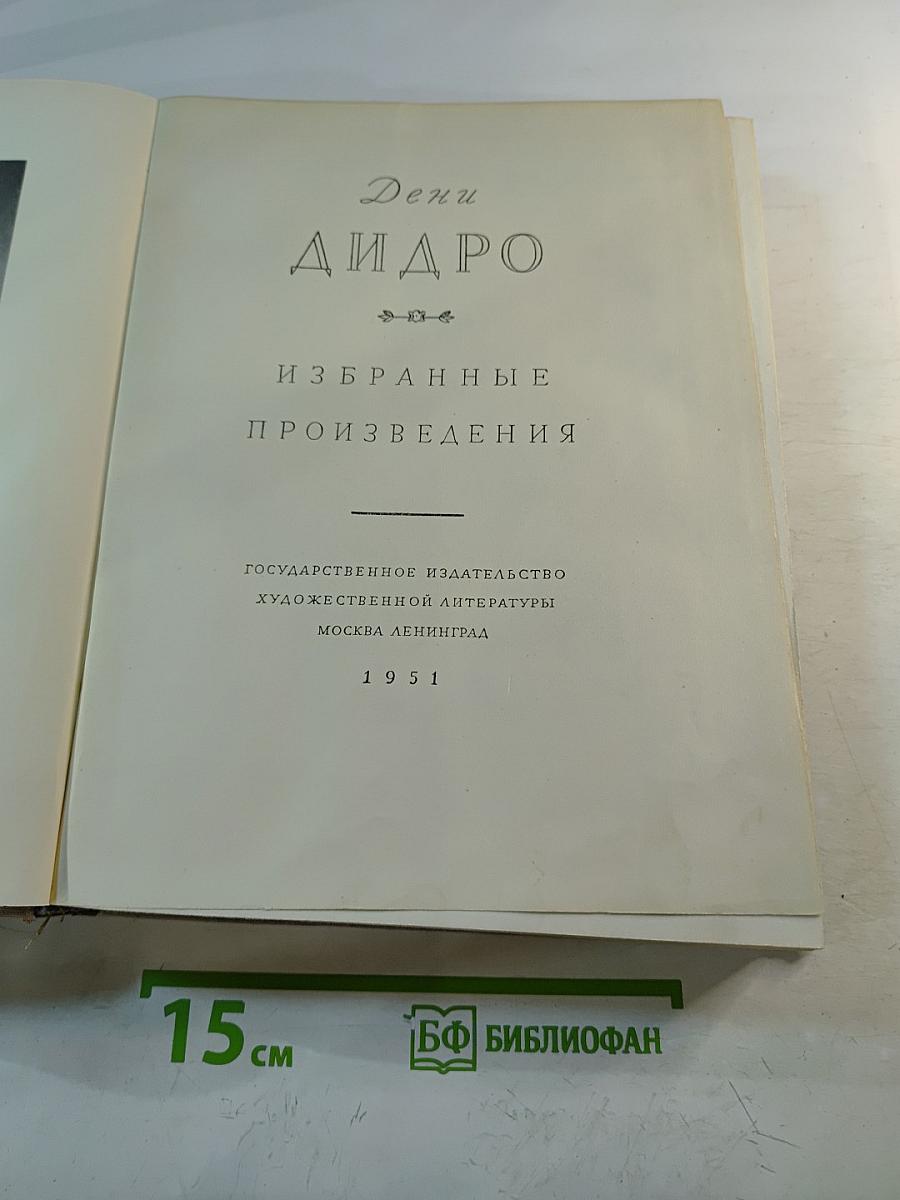 Дени
ДИДРО
ИЗБРАННЫЕ
ПРОИЗВЕДЕНИЯ
ГОСУДАРСТВЕННОЕ ИЗДАТЕЛЬСТВО
ХУДОЖЕСТВЕННОЙ ЛИТЕРАТУРЫ
МОСКВА ЛЕНИНГРАД
1951
15 см
БФ БИБЛИОФАН